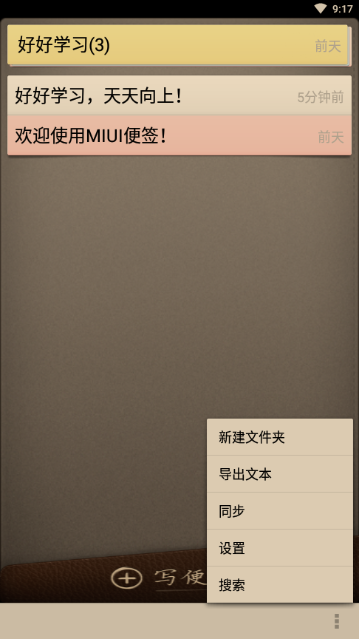 9:17
好好学习(3) 前天
好好学习，天天向上！ 5分钟前
欢迎使用MIUI便签！ 前天
新建文件夹
导出文本
同步
设置
搜索
写便